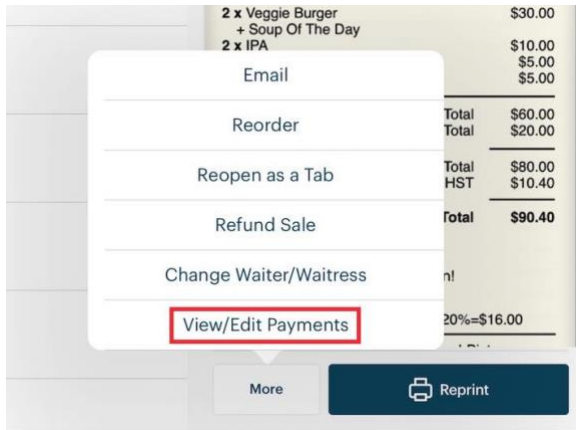 2 x Veggie Burger $30.00
+ Soup Of The Day
2 x IPA $10.00
$5.00
$5.00
Total $60.00
Total $20.00
Total $80.00
HST $10.40
Total $90.40
n!
20%=$16.00
Email
Reorder
Reopen as a Tab
Refund Sale
Change Waiter/Waitress
View/Edit Payments
More
Reprint